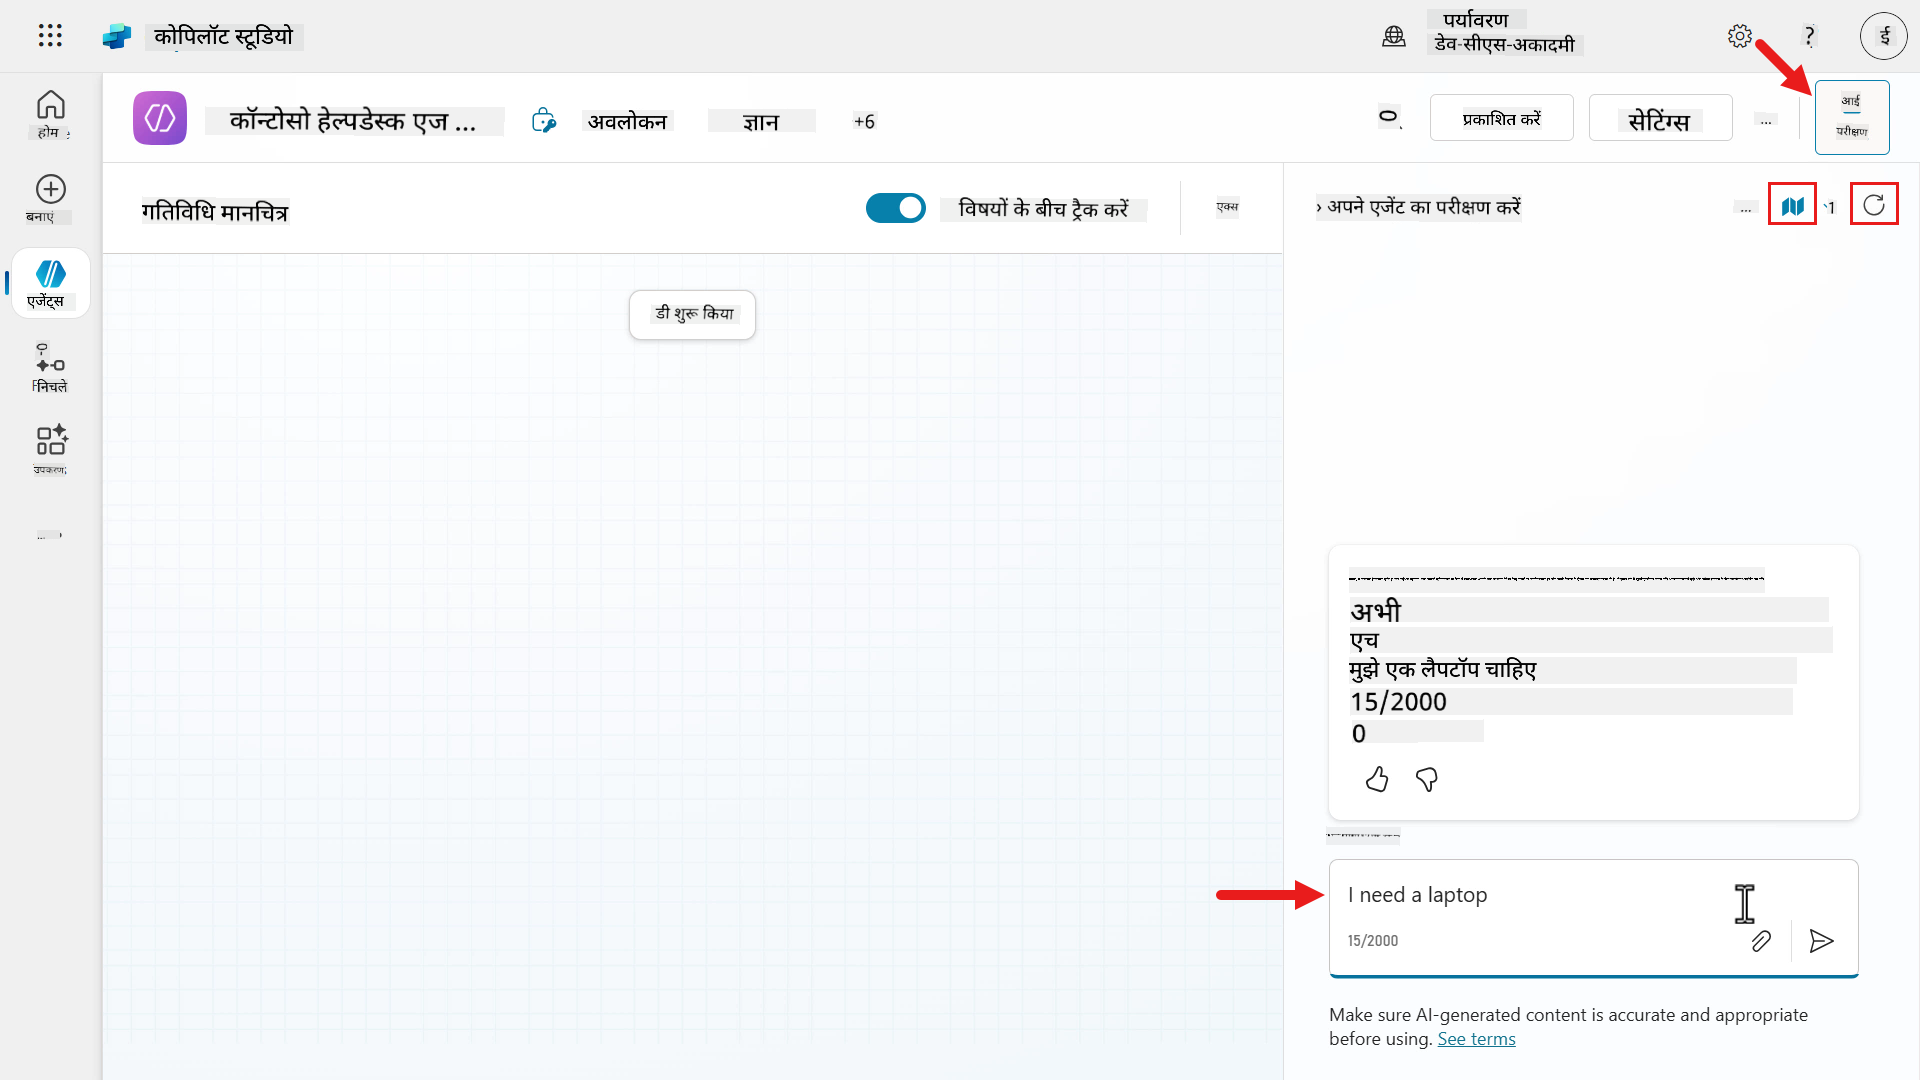 कोपिलॉट स्टूडियो
पर्यावरण
डेव-सीएस-अकादमी
?
ई
होम
बनाएं
एजेंट्स
निचले
उपकरण
कॉन्टोसो हेल्पडेस्क एज ...
अवलोकन
ज्ञान
+6
प्रकाशित करें
सेटिंग्स
...
आई
परीक्षण
गतिविधि मानचित्र
विषयों के बीच ट्रैक करें
एक्स
› अपने एजेंट का परीक्षण करें
...
डी शुरू किया
अभी
एच
मुझे एक लैपटॉप चाहिए
15/2000
0
I need a laptop
15/2000
Make sure AI-generated content is accurate and appropriate
before using. See terms